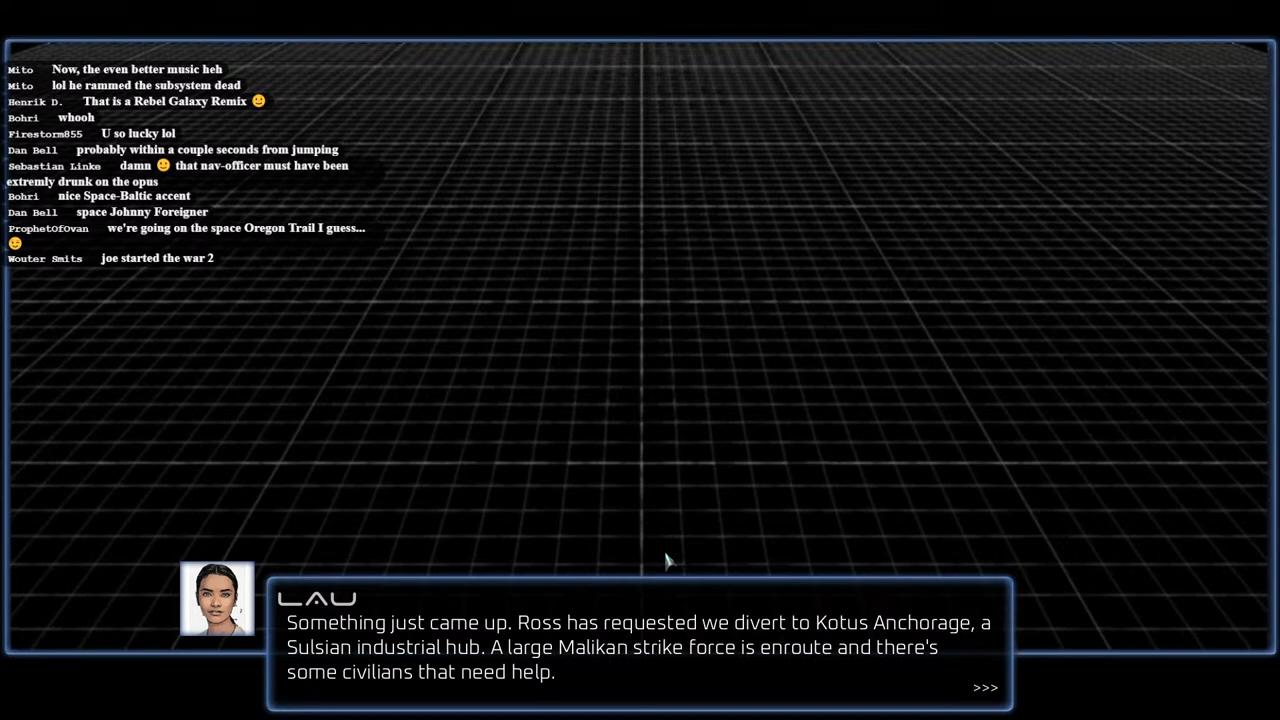 Mito Now, the even better music heh
Mito lol he rammed the subsystem dead
Henrik D. That is a Rebel Galaxy Remix 🙂
Bohri whooh
Firestorm855 U so lucky lol
Dan Bell probably within a couple seconds from jumping
Sebastian Linke damn 🙂 that nav-officer must have been
extremly drunk on the opus
Bohri nice Space-Baltic accent
Dan Bell space Johnny Foreigner
ProphetOfOvan we're going on the space Oregon Trail I guess...
😉
Wouter Smits joe started the war 2
LAU
Something just came up. Ross has requested we divert to Kotus Anchorage, a
Sulsian industrial hub. A large Malikan strike force is enroute and there's
some civilians that need help.
>>>